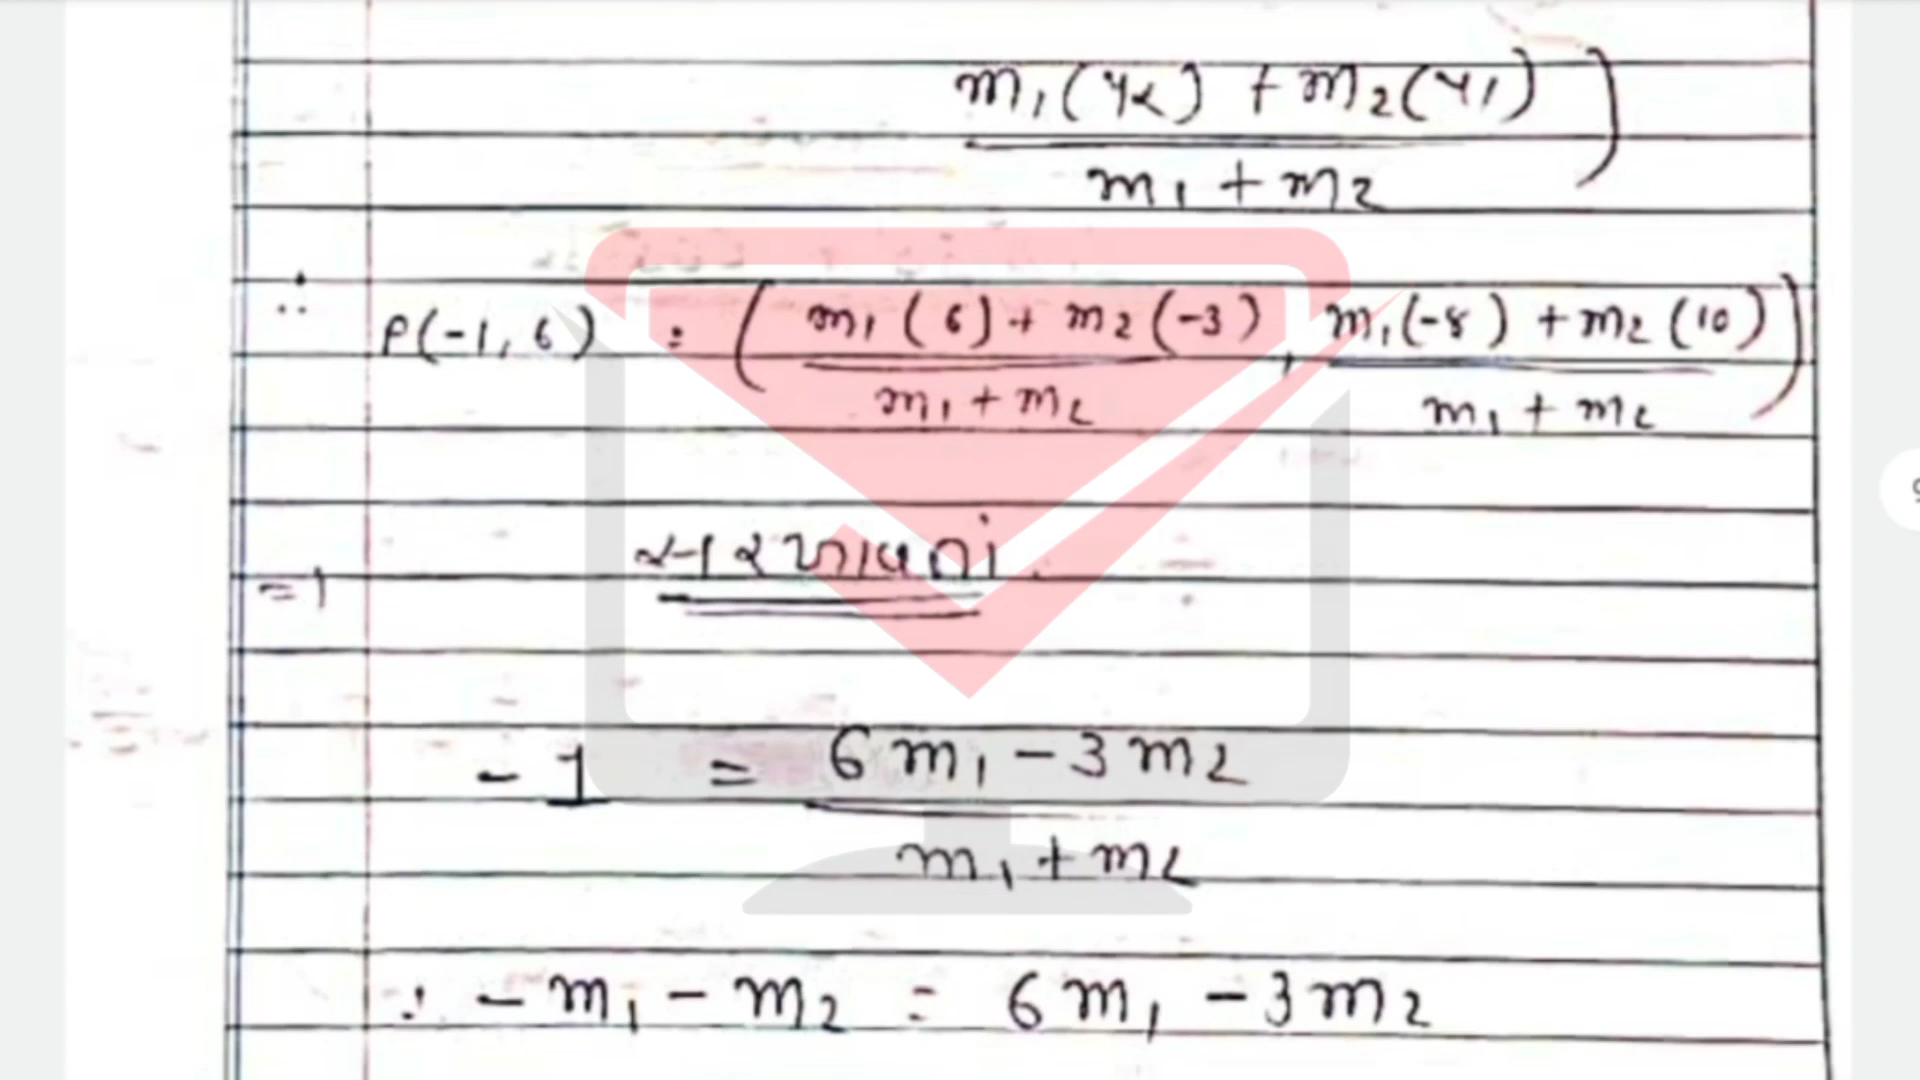 m₁(y₂) + m₂(y₁) )
m₁ + m₂
∴ P(-1, 6) = ( m₁(6) + m₂(-3) , m₁(-8) + m₂(10) )
m₁ + m₂ m₁ + m₂
=)
સરખાવતાં
-1 = 6m₁ - 3m₂
m₁ + m₂
∴ -m₁ - m₂ = 6m₁ - 3m₂